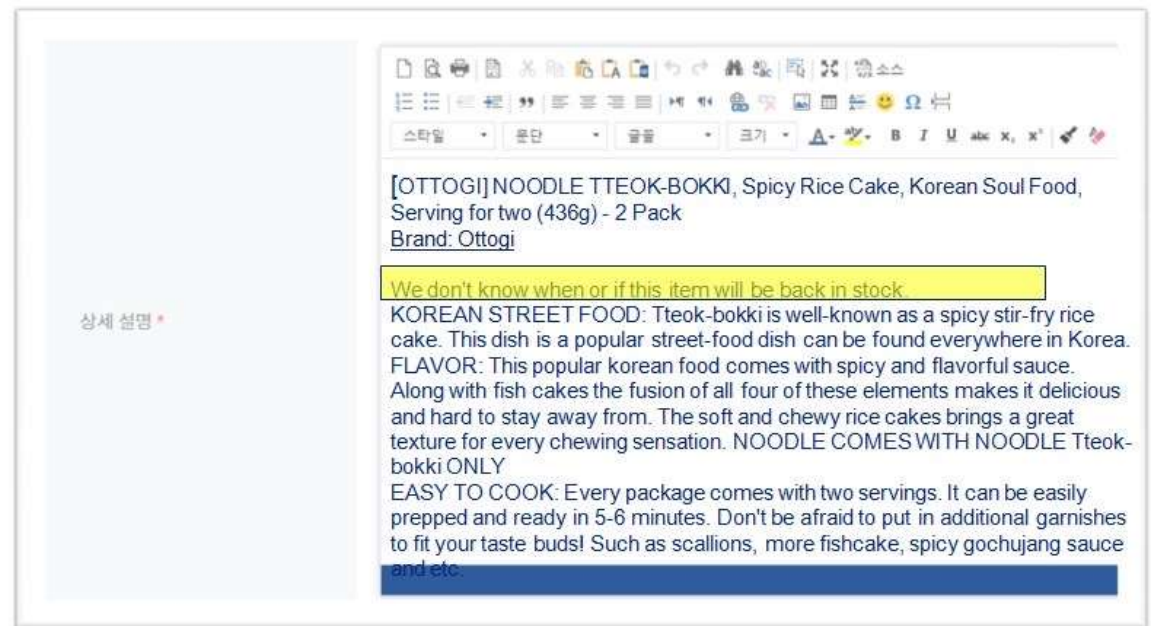 소스
스타일 문단 글꼴 크기 A 가 B I U abc x, x²
[OTTOGI] NOODLE TTEOK-BOKKI, Spicy Rice Cake, Korean Soul Food,
Serving for two (436g) - 2 Pack
Brand: Ottogi
We don't know when or if this item will be back in stock.
상세 설명 *
KOREAN STREET FOOD: Tteok-bokki is well-known as a spicy stir-fry rice
cake. This dish is a popular street-food dish can be found everywhere in Korea.
FLAVOR: This popular korean food comes with spicy and flavorful sauce.
Along with fish cakes the fusion of all four of these elements makes it delicious
and hard to stay away from. The soft and chewy rice cakes brings a great
texture for every chewing sensation. NOODLE COMES WITH NOODLE Tteok-
bokki ONLY
EASY TO COOK: Every package comes with two servings. It can be easily
prepped and ready in 5-6 minutes. Don't be afraid to put in additional garnishes
to fit your taste buds! Such as scallions, more fishcake, spicy gochujang sauce
and etc.